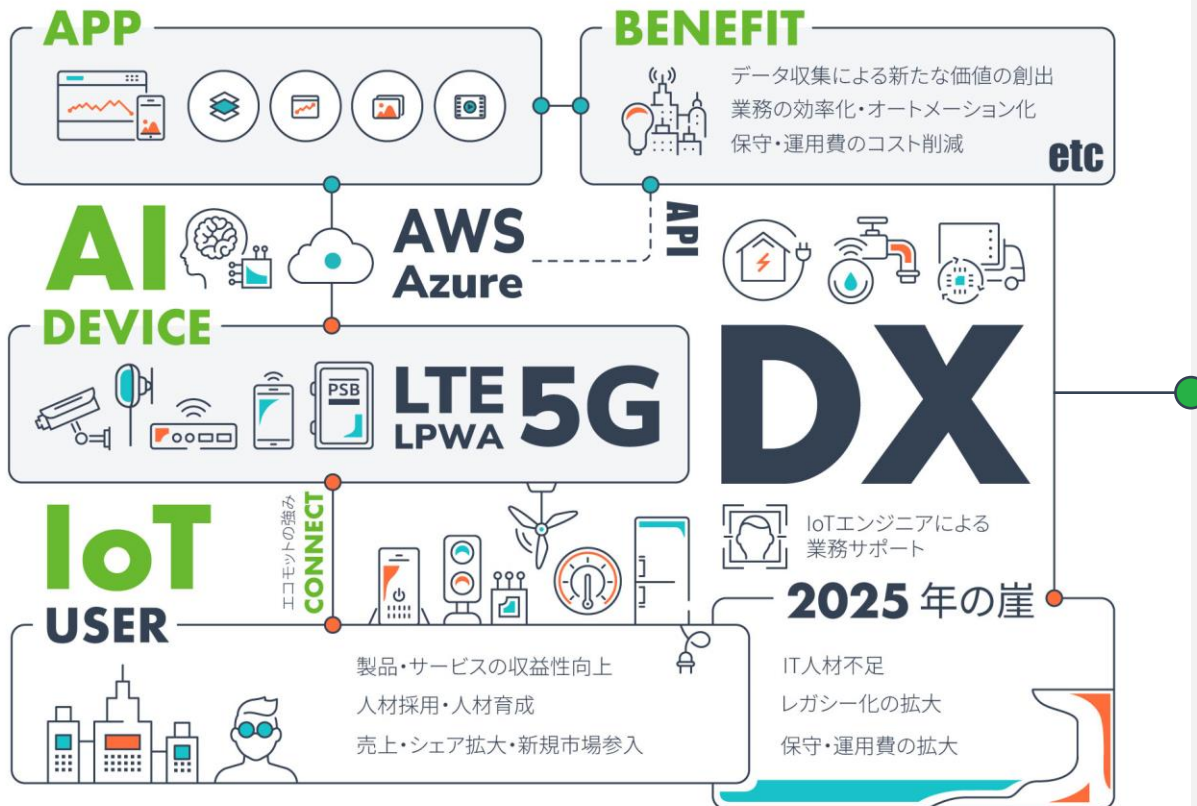 APP
BENEFIT
データ収集による新たな価値の創出
業務の効率化・オートメーション化
保守・運用費のコスト削減
etc
AI
AWS
Azure
API
DEVICE
PSB
LTE
LPWA
5G
DX
IoT
エコモットの強み
CONNECT
IoTエンジニアによる
業務サポート
USER
製品・サービスの収益性向上
人材採用・人材育成
売上・シェア拡大・新規市場参入
2025年の崖
IT人材不足
レガシー化の拡大
保守・運用費の拡大